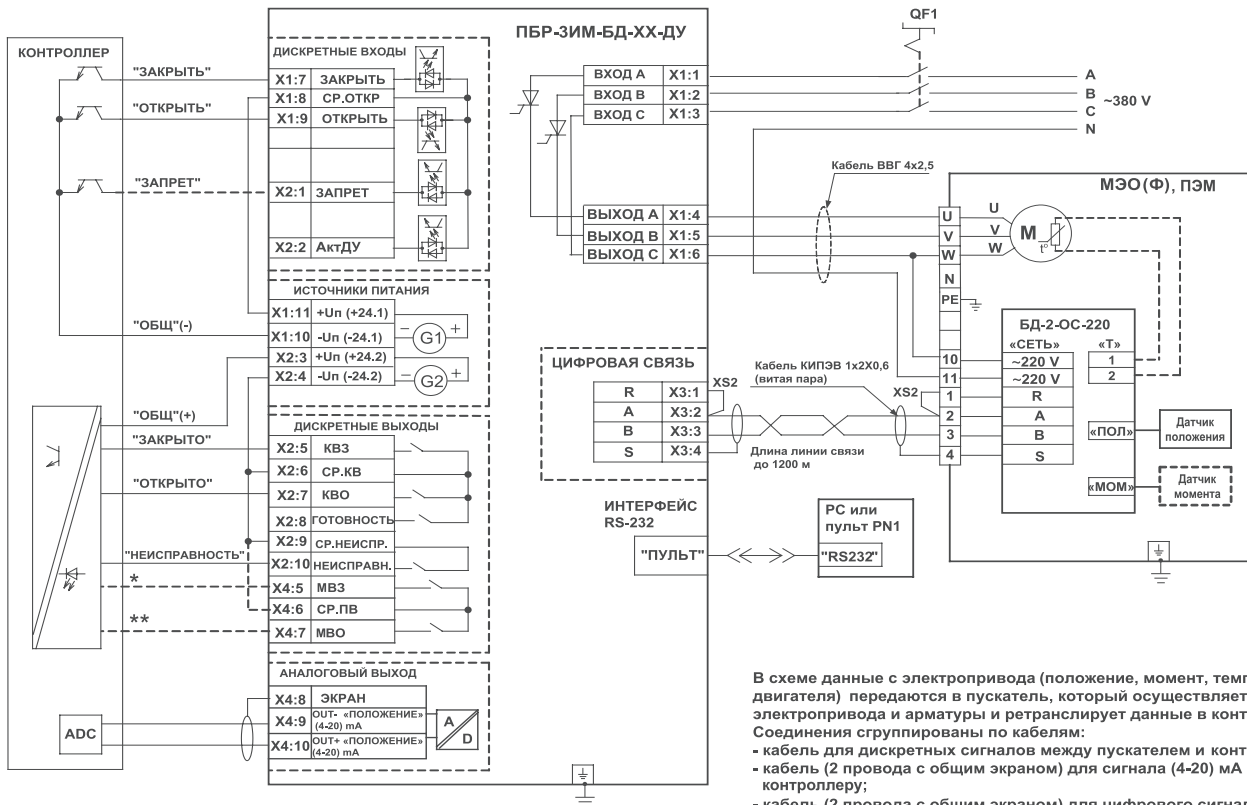 QF1
ПБР-3ИМ-БД-ХХ-ДУ
КОНТРОЛЛЕР
ДИСКРЕТНЫЕ ВХОДЫ
"ЗАКРЫТЬ"
X1:7 ЗАКРЫТЬ
X1:8 СР.ОТКР
"ОТКРЫТЬ"
X1:9 ОТКРЫТЬ
"ЗАПРЕТ"
X2:1 ЗАПРЕТ
X2:2 АктДУ
ВХОД А X1:1
ВХОД В X1:2
ВХОД С X1:3
A
B
C
~380 V
N
Кабель ВВГ 4х2,5
МЭО(Ф), ПЭМ
ВЫХОД А X1:4
ВЫХОД В X1:5
ВЫХОД С X1:6
U
V
W
N
PE
U
V
W
M
t°
ИСТОЧНИКИ ПИТАНИЯ
X1:11 +Uп (+24.1)
"ОБЩ"(-)
X1:10 -Uп (-24.1)
− G1 +
X2:3 +Uп (+24.2)
X2:4 -Uп (-24.2)
− G2 +
ЦИФРОВАЯ СВЯЗЬ
R X3:1
A X3:2
B X3:3
S X3:4
XS2
Кабель КИПЭВ 1х2Х0,6
(витая пара)
Длина линии связи
до 1200 м
XS2
10
11
1
2
3
4
БД-2-ОС-220
«СЕТЬ» «Т»
~220 V 1
~220 V 2
R
A
B
S
«ПОЛ»
Датчик
положения
«МОМ»
Датчик
момента
"ОБЩ"(+)
ДИСКРЕТНЫЕ ВЫХОДЫ
"ЗАКРЫТО"
X2:5 КВЗ
X2:6 СР.КВ
"ОТКРЫТО"
X2:7 КВО
X2:8 ГОТОВНОСТЬ
X2:9 СР.НЕИСПР.
"НЕИСПРАВНОСТЬ"
X2:10 НЕИСПРАВН.
*
X4:5 МВЗ
X4:6 СР.ПВ
**
X4:7 МВО
ИНТЕРФЕЙС
RS-232
"ПУЛЬТ"
PC или
пульт PN1
"RS232"
АНАЛОГОВЫЙ ВЫХОД
X4:8 ЭКРАН
X4:9 OUT- «ПОЛОЖЕНИЕ»
(4-20) mA
X4:10 OUT+ «ПОЛОЖЕНИЕ»
(4-20) mA
A
D
ADC
В схеме данные с электропривода (положение, момент, темп
двигателя) передаются в пускатель, который осуществляет
электропривода и арматуры и ретранслирует данные в конт
Соединения сгруппированы по кабелям:
- кабель для дискретных сигналов между пускателем и конт
- кабель (2 провода с общим экраном) для сигнала (4-20) мА
контроллеру;
- кабель (2 провода с общим экраном) для цифрового сигнал